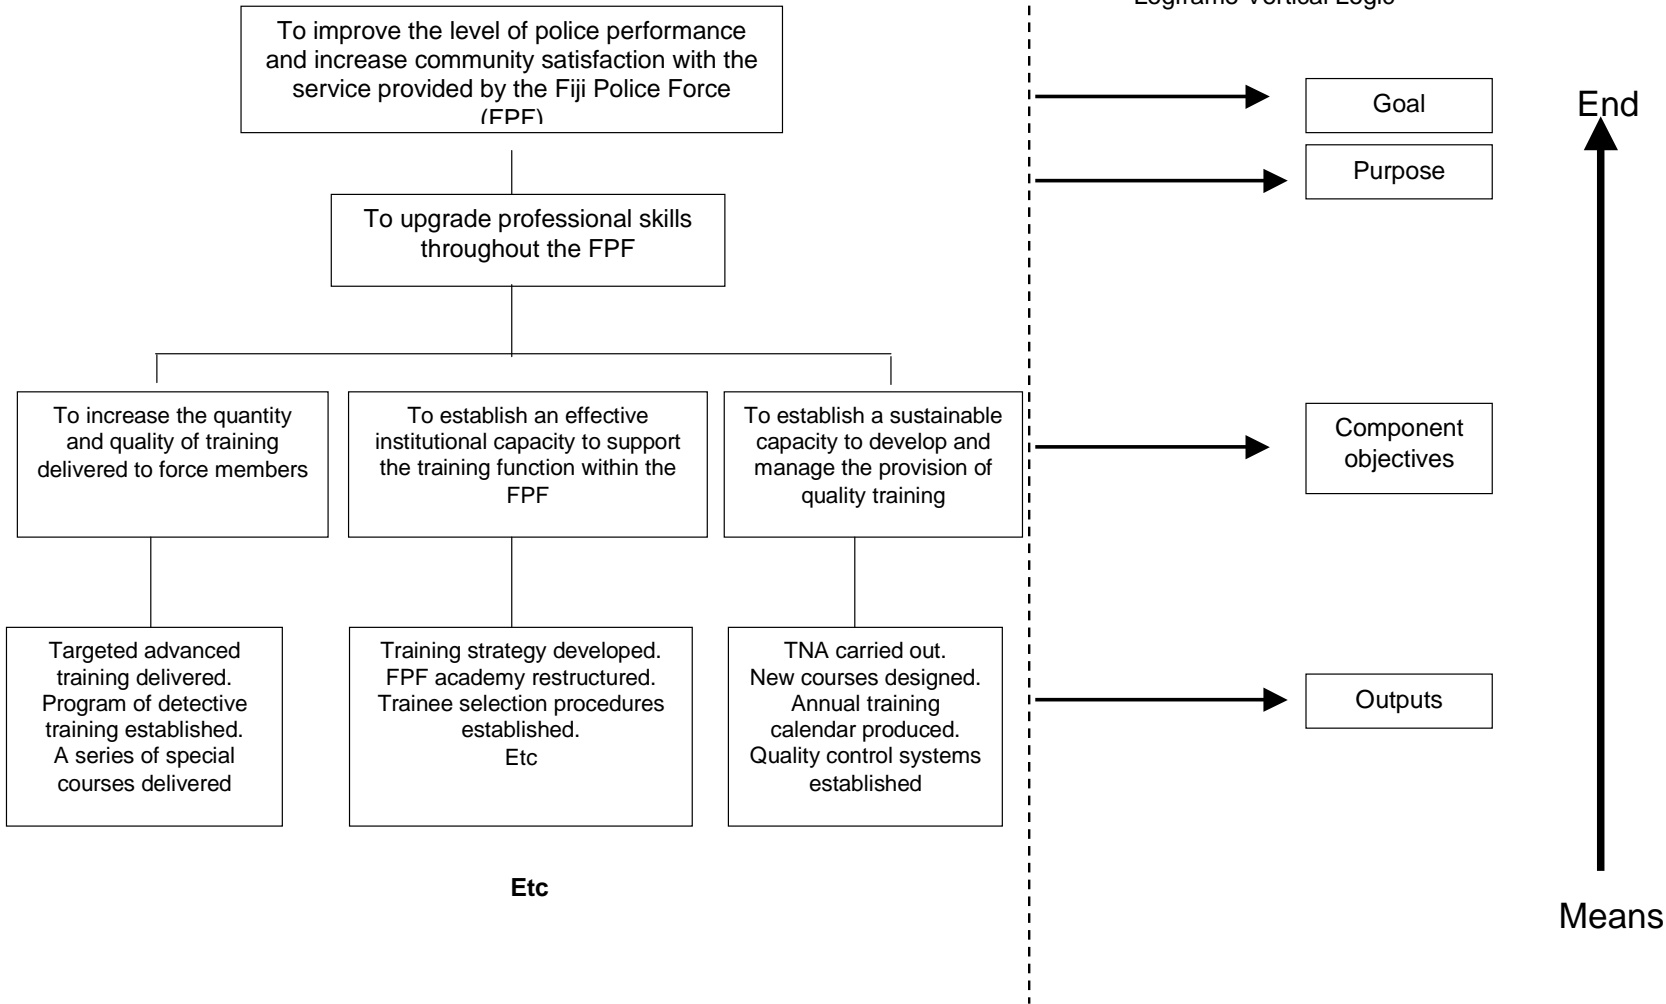 Logframe Vertical Logic
To improve the level of police performance
and increase community satisfaction with the
service provided by the Fiji Police Force
(FPF)
Goal
End
Purpose
To upgrade professional skills
throughout the FPF
To increase the quantity
and quality of training
delivered to force members
To establish an effective
institutional capacity to support
the training function within the
FPF
To establish a sustainable
capacity to develop and
manage the provision of
quality training
Component
objectives
Targeted advanced
training delivered.
Program of detective
training established.
A series of special
courses delivered
Training strategy developed.
FPF academy restructured.
Trainee selection procedures
established.
Etc
TNA carried out.
New courses designed.
Annual training
calendar produced.
Quality control systems
established
Outputs
Etc
Means